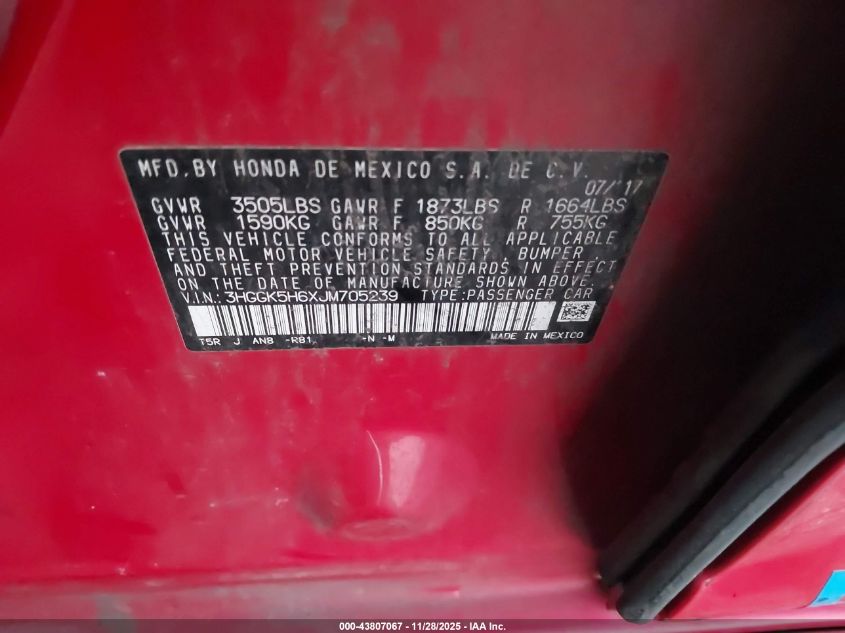 MFD. BY HONDA DE MEXICO S.A. DE C.V.
07/17
GVWR 3505LBS GAWR F 1873LBS R 1664LBS
GVWR 1590KG GAWR F 850KG R 755KG
THIS VEHICLE CONFORMS TO ALL APPLICABLE
FEDERAL MOTOR VEHICLE SAFETY, BUMPER,
AND THEFT PREVENTION STANDARDS IN EFFECT
ON THE DATE OF MANUFACTURE SHOWN ABOVE.
V.I.N.: 3HGGK5H6XJM705239 TYPE:PASSENGER CAR
T5R J ANB -R81 -N -M MADE IN MEXICO
000-43807067 - 11/28/2025 - IAA Inc.